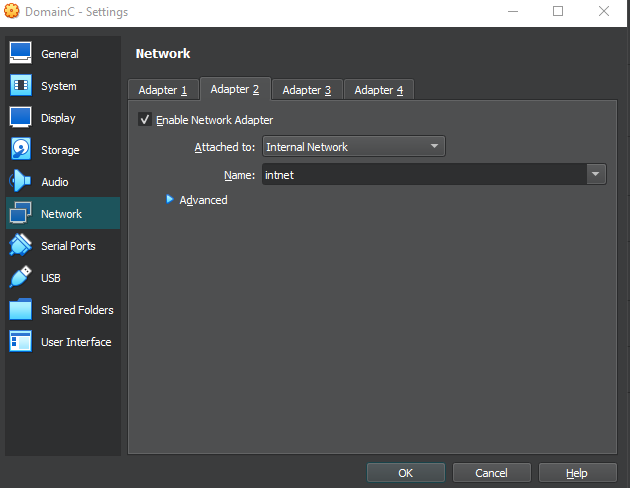 DomainC - Settings
General
System
Display
Storage
Audio
Network
Serial Ports
USB
Shared Folders
User Interface
Network
Adapter 1 Adapter 2 Adapter 3 Adapter 4
Enable Network Adapter
Attached to: Internal Network
Name: intnet
Advanced
OK Cancel Help